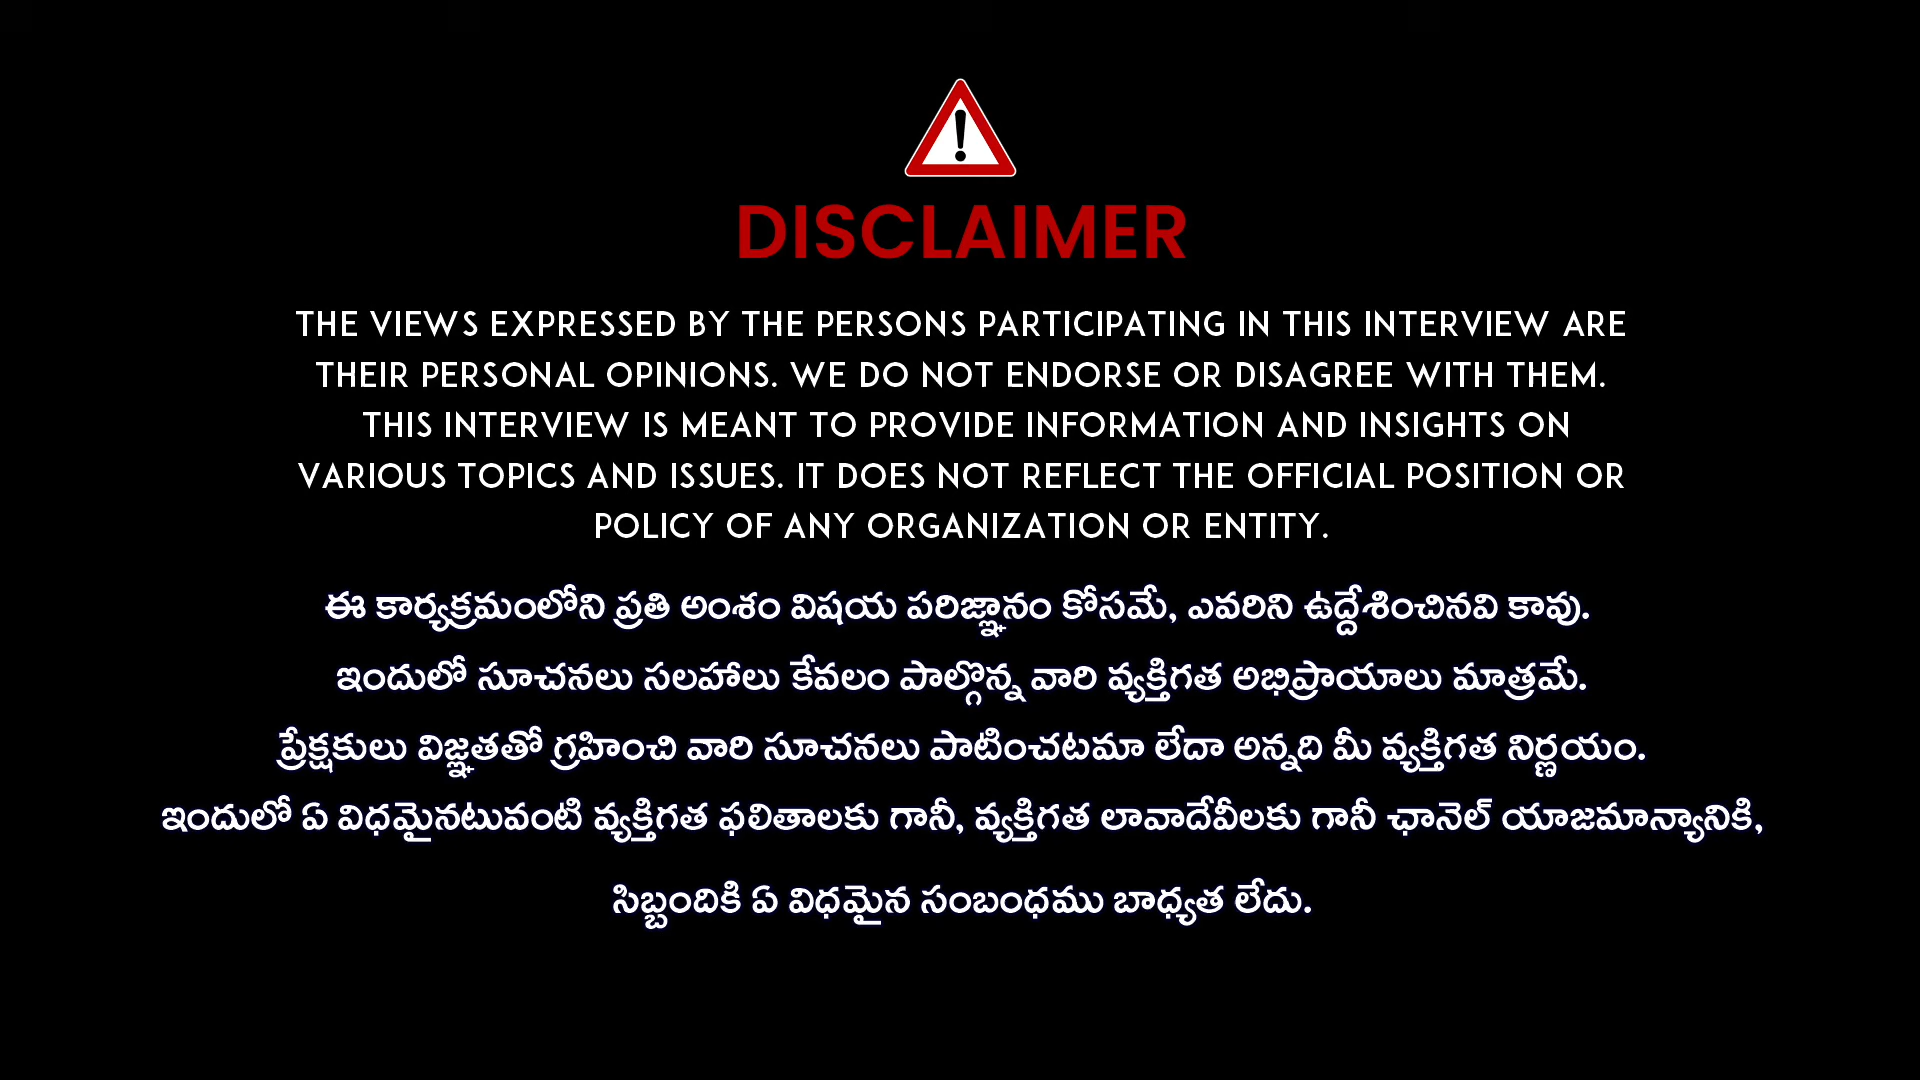 DISCLAIMER
THE VIEWS EXPRESSED BY THE PERSONS PARTICIPATING IN THIS INTERVIEW ARE
THEIR PERSONAL OPINIONS. WE DO NOT ENDORSE OR DISAGREE WITH THEM.
THIS INTERVIEW IS MEANT TO PROVIDE INFORMATION AND INSIGHTS ON
VARIOUS TOPICS AND ISSUES. IT DOES NOT REFLECT THE OFFICIAL POSITION OR
POLICY OF ANY ORGANIZATION OR ENTITY.
ఈ కార్యక్రమంలోని ప్రతి అంశం విషయ పరిజ్ఞానం కోసమే, ఎవరిని ఉద్దేశించినవి కావు.
ఇందులో సూచనలు సలహాలు కేవలం పాల్గొన్న వారి వ్యక్తిగత అభిప్రాయాలు మాత్రమే.
ప్రేక్షకులు విజ్ఞతతో గ్రహించి వారి సూచనలు పాటించటమా లేదా అన్నది మీ వ్యక్తిగత నిర్ణయం.
ఇందులో ఏ విధమైనటువంటి వ్యక్తిగత ఫలితాలకు గానీ, వ్యక్తిగత లావాదేవీలకు గానీ ఛానెల్ యాజమాన్యానికి,
సిబ్బందికి ఏ విధమైన సంబంధము బాధ్యత లేదు.